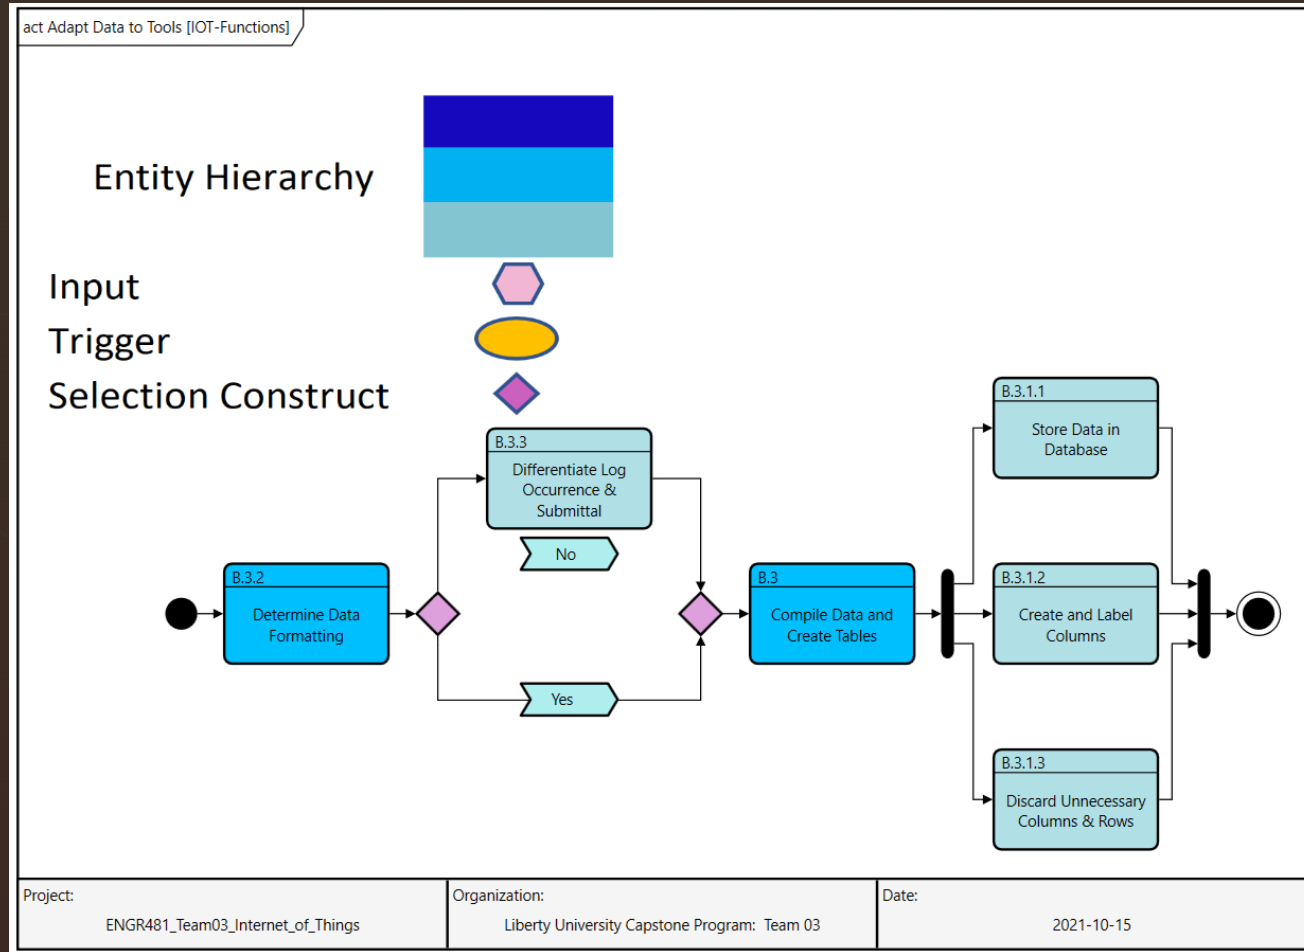 act Adapt Data to Tools [IOT-Functions]
Entity Hierarchy
Input
Trigger
Selection Construct
B.3.2
Determine Data
Formatting
B.3.3
Differentiate Log
Occurrence &
Submittal
No
Yes
B.3
Compile Data and
Create Tables
B.3.1.1
Store Data in
Database
B.3.1.2
Create and Label
Columns
B.3.1.3
Discard Unnecessary
Columns & Rows
Project:
ENGR481_Team03_Internet_of_Things
Organization:
Liberty University Capstone Program: Team 03
Date:
2021-10-15